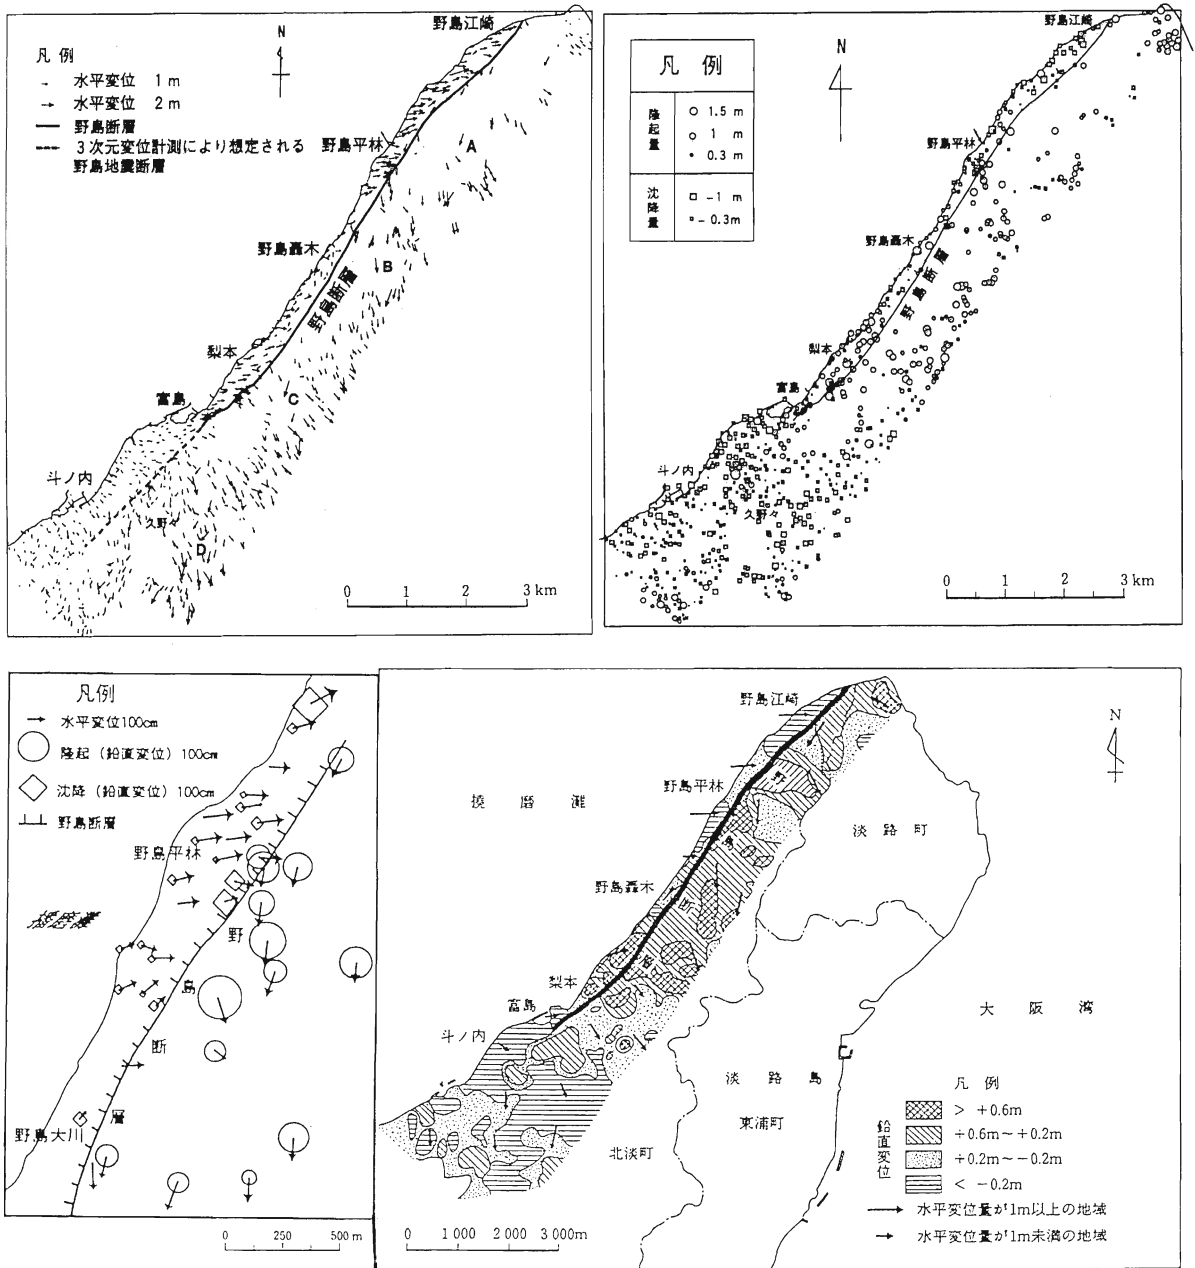 凡 例
水平変位 1 m
水平変位 2 m
野島断層
3次元変位計測により想定される
野島地震断層
N
野島江崎
野島平林
A
野島轟木
B
野島断層
梨本
富島
C
斗ノ内
久野々
D
0 1 2 3 km
凡 例
隆起量
1.5 m
1 m
0.3 m
沈降量
-1 m
-0.3m
N
野島江崎
野島平林
野島轟木
野島断層
梨本
富島
斗ノ内
久野々
0 1 2 3 km
凡例
水平変位100cm
隆起（鉛直変位）100cm
沈降（鉛直変位）100cm
野島断層
野島平林
野島断層
野島大川
0 250 500 m
野島江崎
N
野島平林
撓磨灘
淡路町
野島轟木
野島断層
梨本
富島
斗ノ内
大阪湾
淡路島
東浦町
北淡町
凡 例
鉛直変位
> +0.6m
+0.6m～+0.2m
+0.2m～-0.2m
< -0.2m
水平変位量が1m以上の地域
水平変位量が1m未満の地域
0 1 000 2 000 3 000m